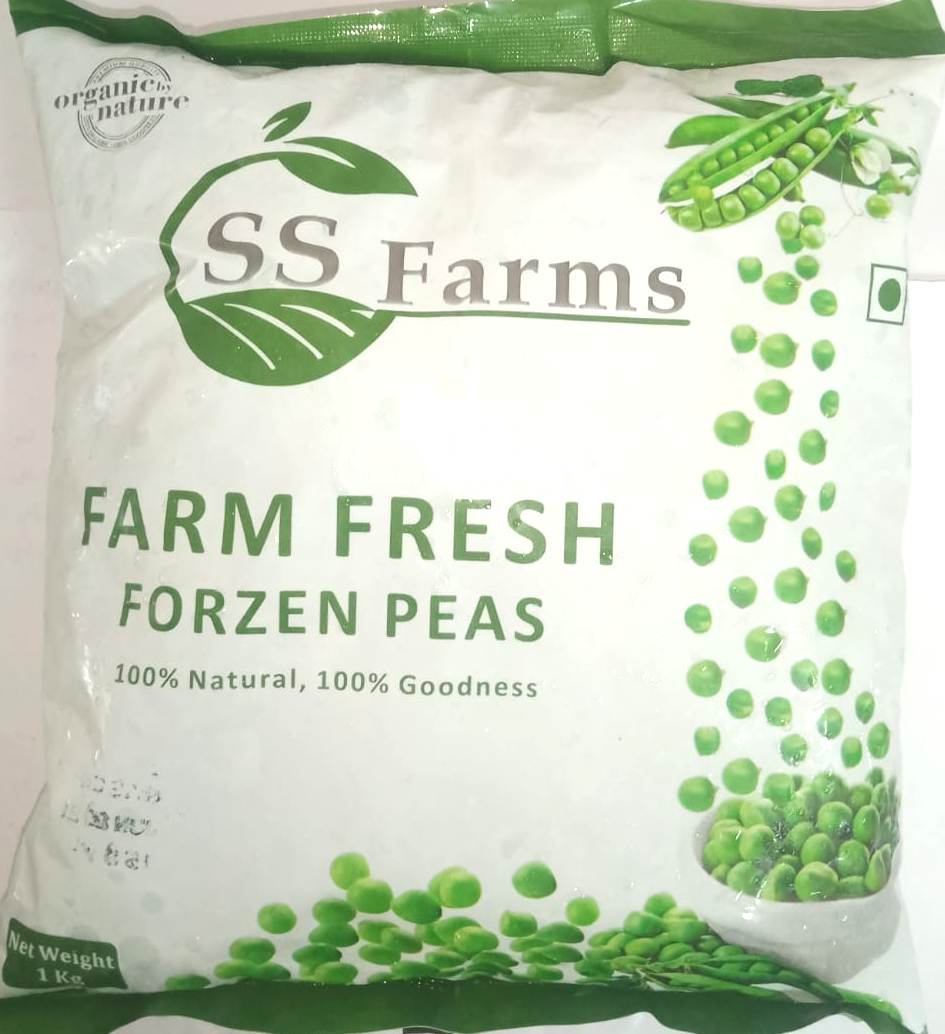 organic by
nature
SS Farms
FARM FRESH
FORZEN PEAS
100% Natural, 100% Goodness
Net Weight
1 Kg